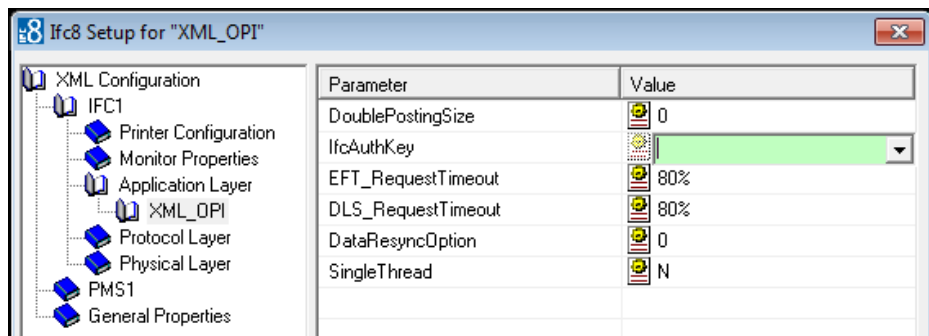 8 Ifc8 Setup for "XML_OPI"
XML Configuration
IFC1
Printer Configuration
Monitor Properties
Application Layer
XML_OPI
Protocol Layer
Physical Layer
PMS1
General Properties
Parameter Value
DoublePostingSize 0
IfcAuthKey
EFT_RequestTimeout 80%
DLS_RequestTimeout 80%
DataResyncOption 0
SingleThread N